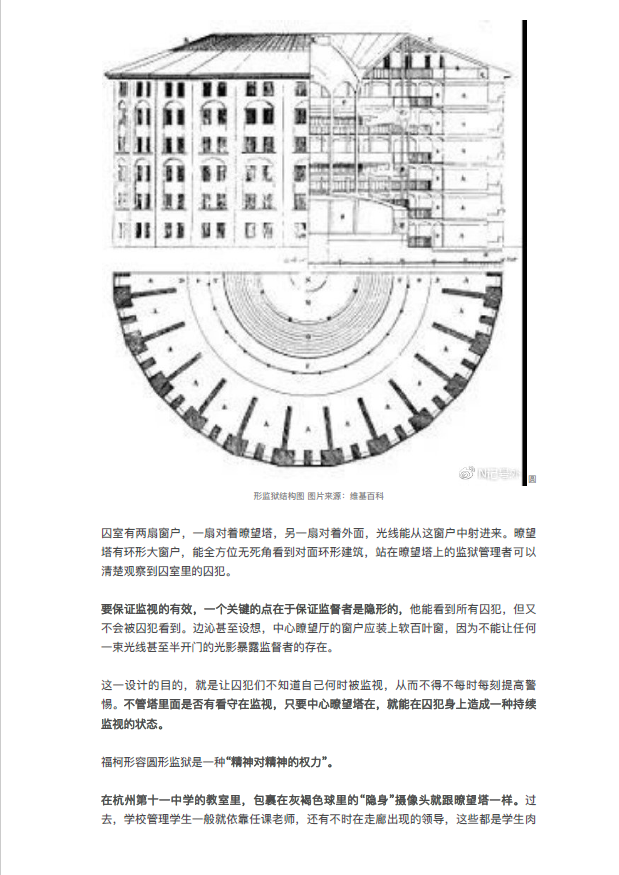 圆
形监狱结构图 图片来源：维基百科
囚室有两扇窗户，一扇对着瞭望塔，另一扇对着外面，光线能从这窗户中射进来。瞭望
塔有环形大窗户，能全方位无死角看到对面环形建筑，站在瞭望塔上的监狱管理者可以
清楚观察到囚室里的囚犯。
要保证监视的有效，一个关键的点在于保证监督者是隐形的，他能看到所有囚犯，但又
不会被囚犯看到。边沁甚至设想，中心瞭望厅的窗户应装上软百叶窗，因为不能让任何
一束光线甚至半开门的光影暴露监督者的存在。
这一设计的目的，就是让囚犯们不知道自己何时被监视，从而不得不每时每刻提高警
惕。不管塔里面是否有看守在监视，只要中心瞭望塔在，就能在囚犯身上造成一种持续
监视的状态。
福柯形容圆形监狱是一种“精神对精神的权力”。
在杭州第十一中学的教室里，包裹在灰褐色球里的“隐身”摄像头就跟瞭望塔一样。过
去，学校管理学生一般就依靠任课老师，还有不时在走廊出现的领导，这些都是学生肉